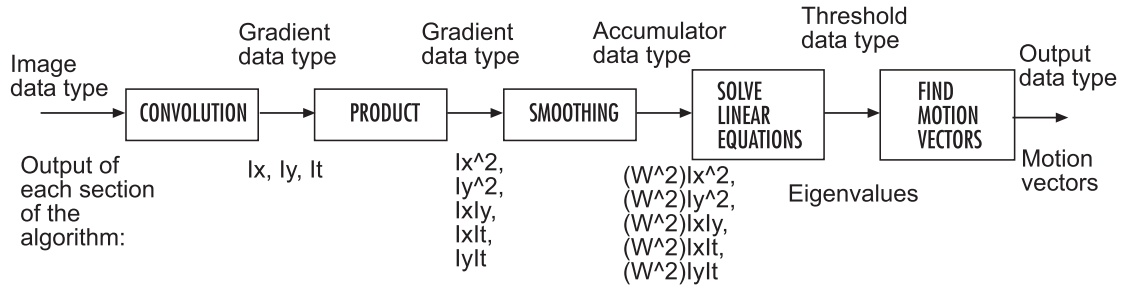 Image
data type
CONVOLUTION
Gradient
data type
PRODUCT
Gradient
data type
SMOOTHING
Accumulator
data type
SOLVE
LINEAR
EQUATIONS
Threshold
data type
FIND
MOTION
VECTORS
Output
data type
Output of
each section
of the
algorithm:
Ix, Iy, It
Ix^2,
Iy^2,
IxIy,
IxIt,
IyIt
(W^2)Ix^2,
(W^2)Iy^2,
(W^2)IxIy,
(W^2)IxIt,
(W^2)IyIt
Eigenvalues
Motion
vectors